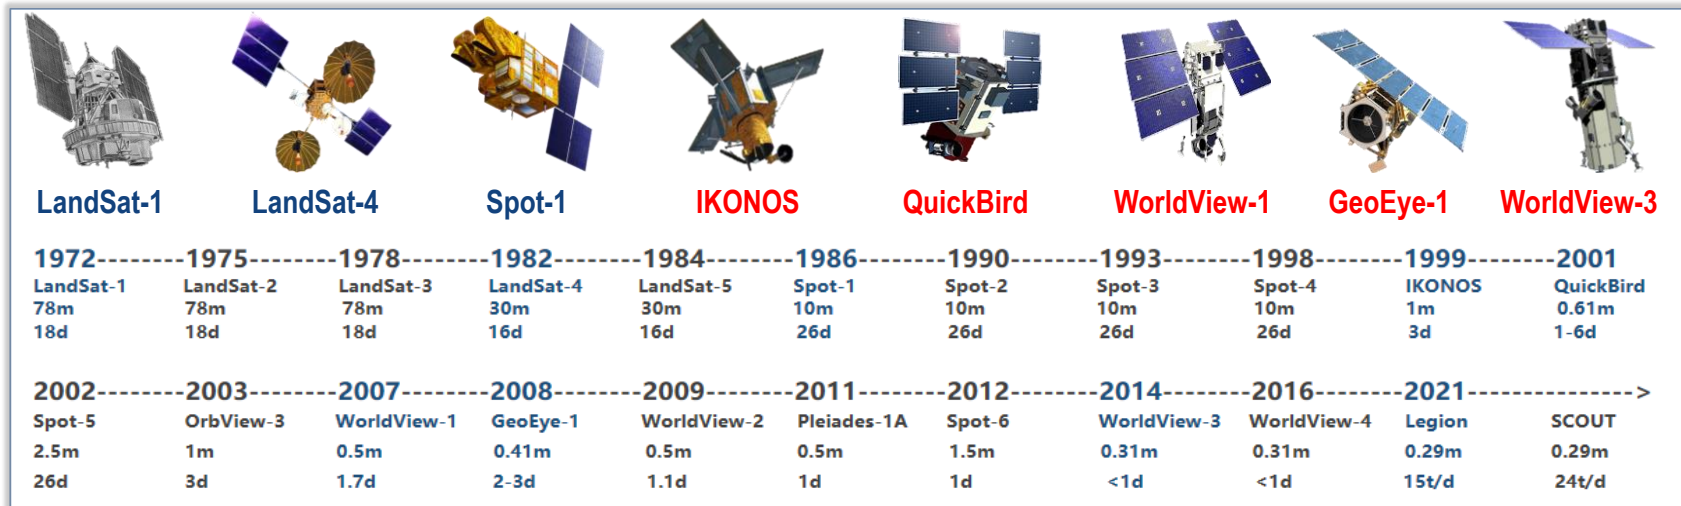 LandSat-1 LandSat-4 Spot-1 IKONOS QuickBird WorldView-1 GeoEye-1 WorldView-3
1972--------1975--------1978--------1982--------1984--------1986--------1990--------1993--------1998--------1999--------2001
LandSat-1 LandSat-2 LandSat-3 LandSat-4 LandSat-5 Spot-1 Spot-2 Spot-3 Spot-4 IKONOS QuickBird
78m 78m 78m 30m 30m 10m 10m 10m 10m 1m 0.61m
18d 18d 18d 16d 16d 26d 26d 26d 26d 3d 1-6d
2002--------2003--------2007--------2008--------2009--------2011--------2012--------2014--------2016--------2021--------------->
Spot-5 OrbView-3 WorldView-1 GeoEye-1 WorldView-2 Pleiades-1A Spot-6 WorldView-3 WorldView-4 Legion SCOUT
2.5m 1m 0.5m 0.41m 0.5m 0.5m 1.5m 0.31m 0.31m 0.29m 0.29m
26d 3d 1.7d 2-3d 1.1d 1d 1d <1d <1d 15t/d 24t/d